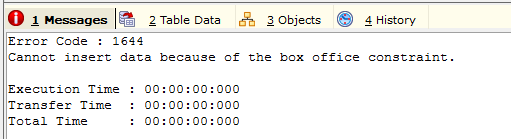 1 Messages 2 Table Data 3 Objects 4 History
Error Code : 1644
Cannot insert data because of the box office constraint.
Execution Time : 00:00:00:000
Transfer Time : 00:00:00:000
Total Time : 00:00:00:000